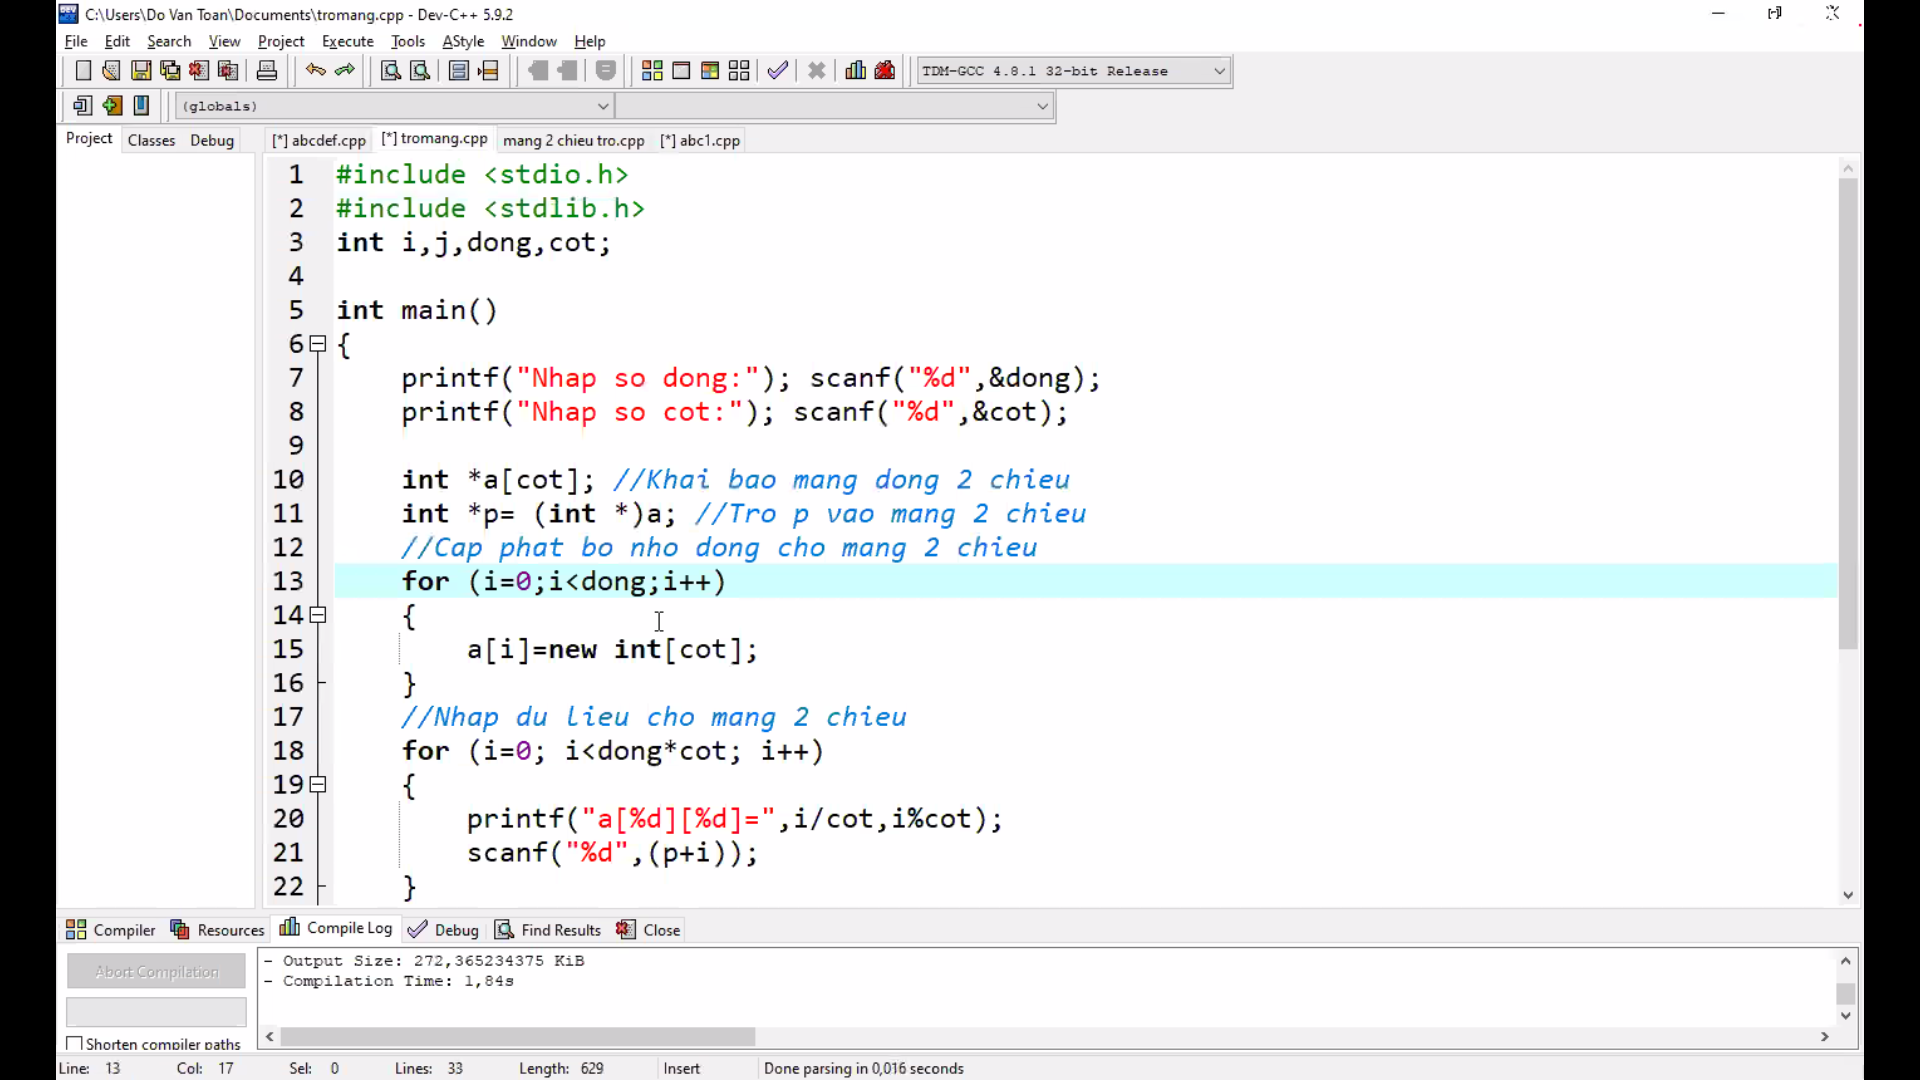 C:\Users\Do Van Toan\Documents\tromang.cpp - Dev-C++ 5.9.2
File Edit Search View Project Execute Tools AStyle Window Help
TDM-GCC 4.8.1 32-bit Release
(globals)
Project Classes Debug [*] abcdef.cpp [*] tromang.cpp mang 2 chieu tro.cpp [*] abc1.cpp
1 #include <stdio.h>
2 #include <stdlib.h>
3 int i,j,dong,cot;
4
5 int main()
6 {
7 printf("Nhap so dong:"); scanf("%d",&dong);
8 printf("Nhap so cot:"); scanf("%d",&cot);
9
10 int *a[cot]; //Khai bao mang dong 2 chieu
11 int *p= (int *)a; //Tro p vao mang 2 chieu
12 //Cap phat bo nho dong cho mang 2 chieu
13 for (i=0;i<dong;i++)
14 {
15 a[i]=new int[cot];
16 }
17 //Nhap du lieu cho mang 2 chieu
18 for (i=0; i<dong*cot; i++)
19 {
20 printf("a[%d][%d]=",i/cot,i%cot);
21 scanf("%d",(p+i));
22 }
Compiler Resources Compile Log Debug Find Results Close
Abort Compilation
- Output Size: 272,365234375 KiB
- Compilation Time: 1,84s
Shorten compiler paths
Line: 13 Col: 17 Sel: 0 Lines: 33 Length: 629 Insert Done parsing in 0,016 seconds